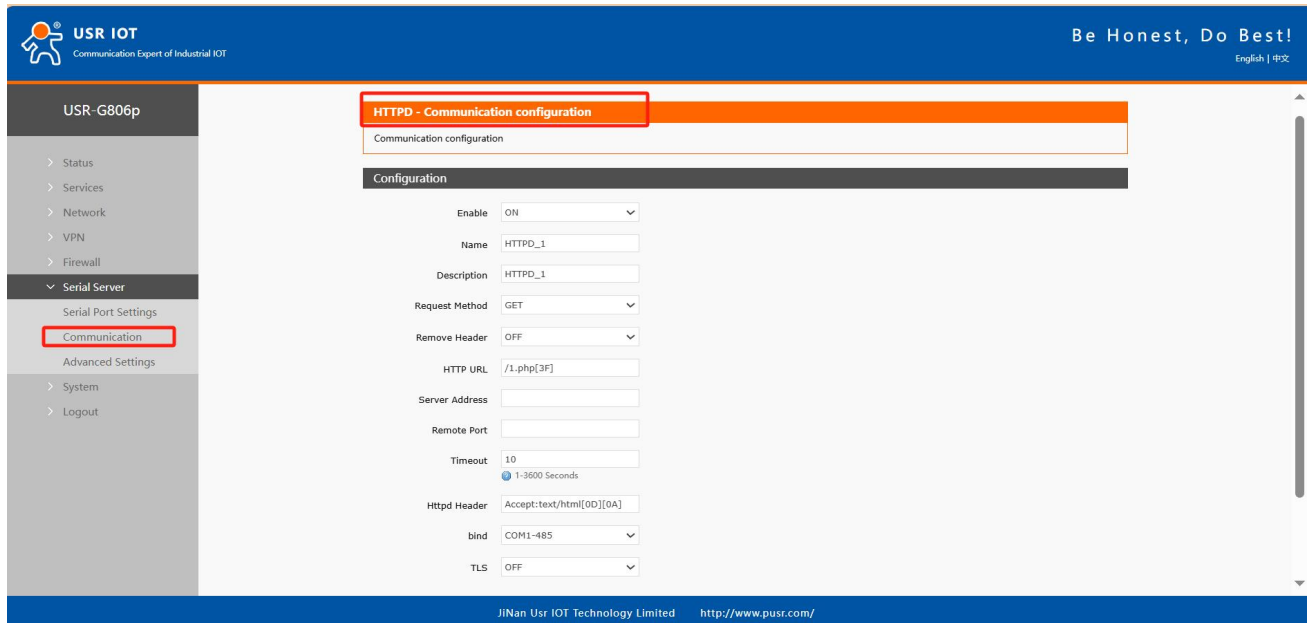 USR IOT
Communication Expert of Industrial IOT
Be Honest, Do Best!
English | 中文
USR-G806p
Status
Services
Network
VPN
Firewall
Serial Server
Serial Port Settings
Communication
Advanced Settings
System
Logout
HTTPD - Communication configuration
Communication configuration
Configuration
Enable ON
Name HTTPD_1
Description HTTPD_1
Request Method GET
Remove Header OFF
HTTP URL /1.php[3F]
Server Address
Remote Port
Timeout 10
1-3600 Seconds
Httpd Header Accept:text/html[0D][0A]
bind COM1-485
TLS OFF
JiNan Usr IOT Technology Limited http://www.pusr.com/